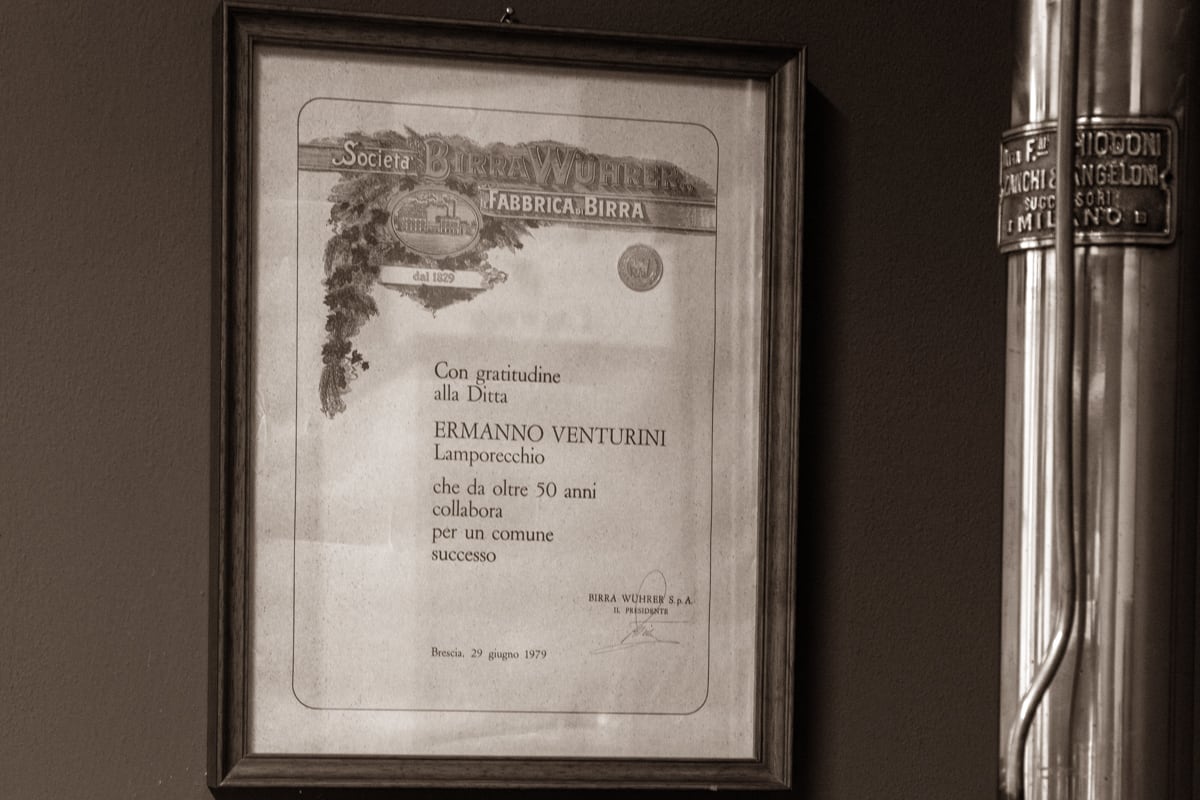 Società
BIRRA WÜHRER
FABBRICA DI BIRRA
dal 1829
Con gratitudine
alla Ditta
ERMANNO VENTURINI
Lamporecchio
che da oltre 50 anni
collabora
per un comune
successo
BIRRA WÜHRER S.p.A.
IL PRESIDENTE
Brescia, 29 giugno 1979
MILANO